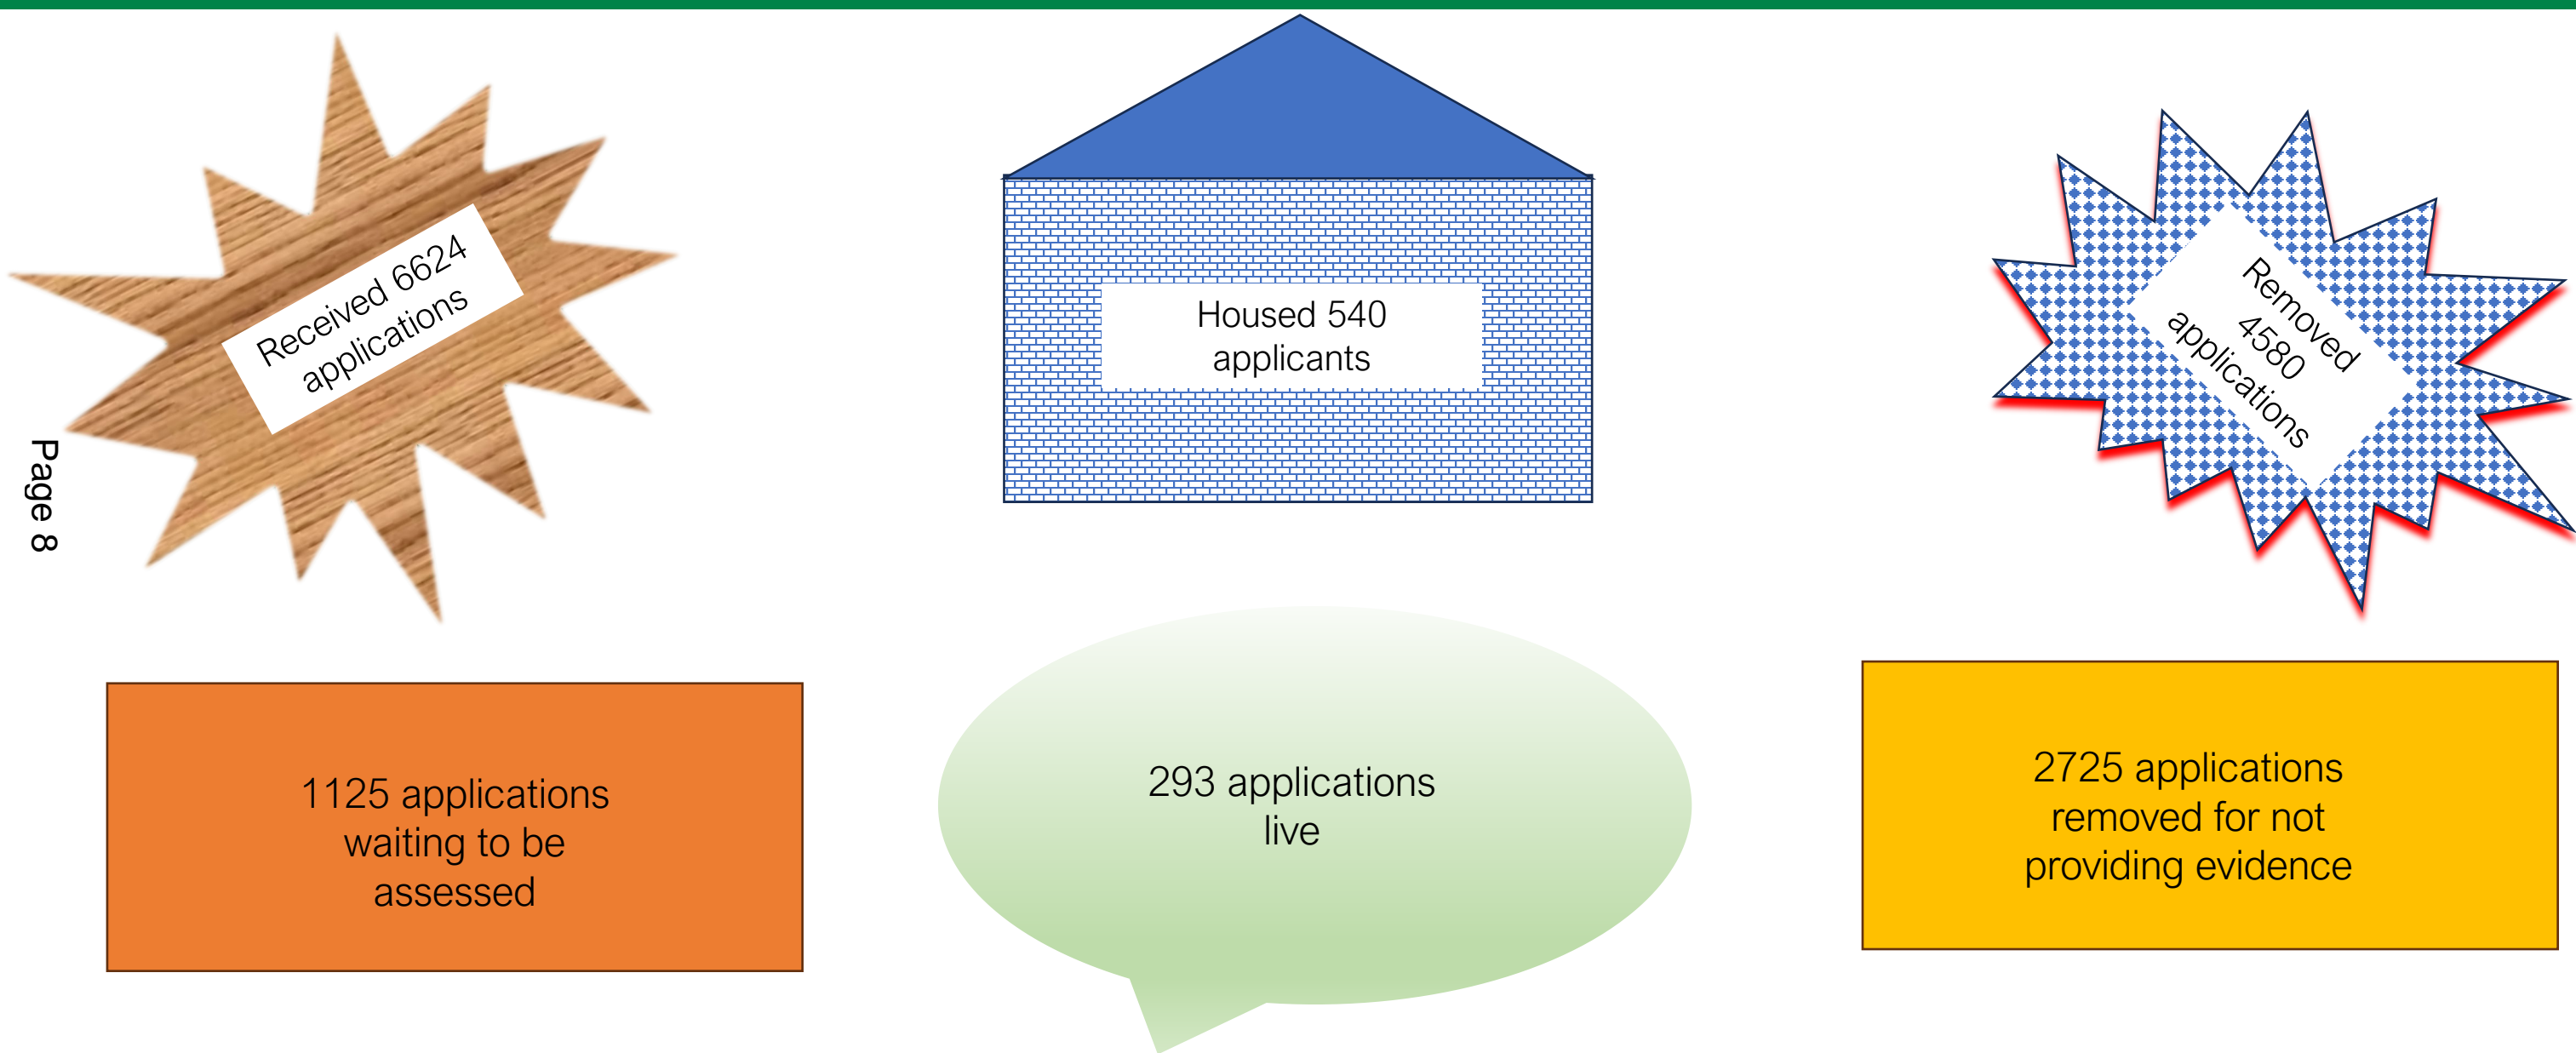 Received 6624
applications
Housed 540
applicants
Removed
4580
applications
Page 8
1125 applications
waiting to be
assessed
293 applications
live
2725 applications
removed for not
providing evidence